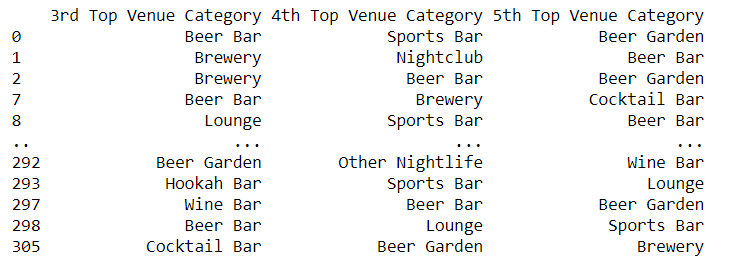 3rd Top Venue Category 4th Top Venue Category 5th Top Venue Category
0 Beer Bar Sports Bar Beer Garden
1 Brewery Nightclub Beer Bar
2 Brewery Beer Bar Beer Garden
7 Beer Bar Brewery Cocktail Bar
8 Lounge Sports Bar Beer Bar
.. ... ... ...
292 Beer Garden Other Nightlife Wine Bar
293 Hookah Bar Sports Bar Lounge
297 Wine Bar Beer Bar Beer Garden
298 Beer Bar Lounge Sports Bar
305 Cocktail Bar Beer Garden Brewery